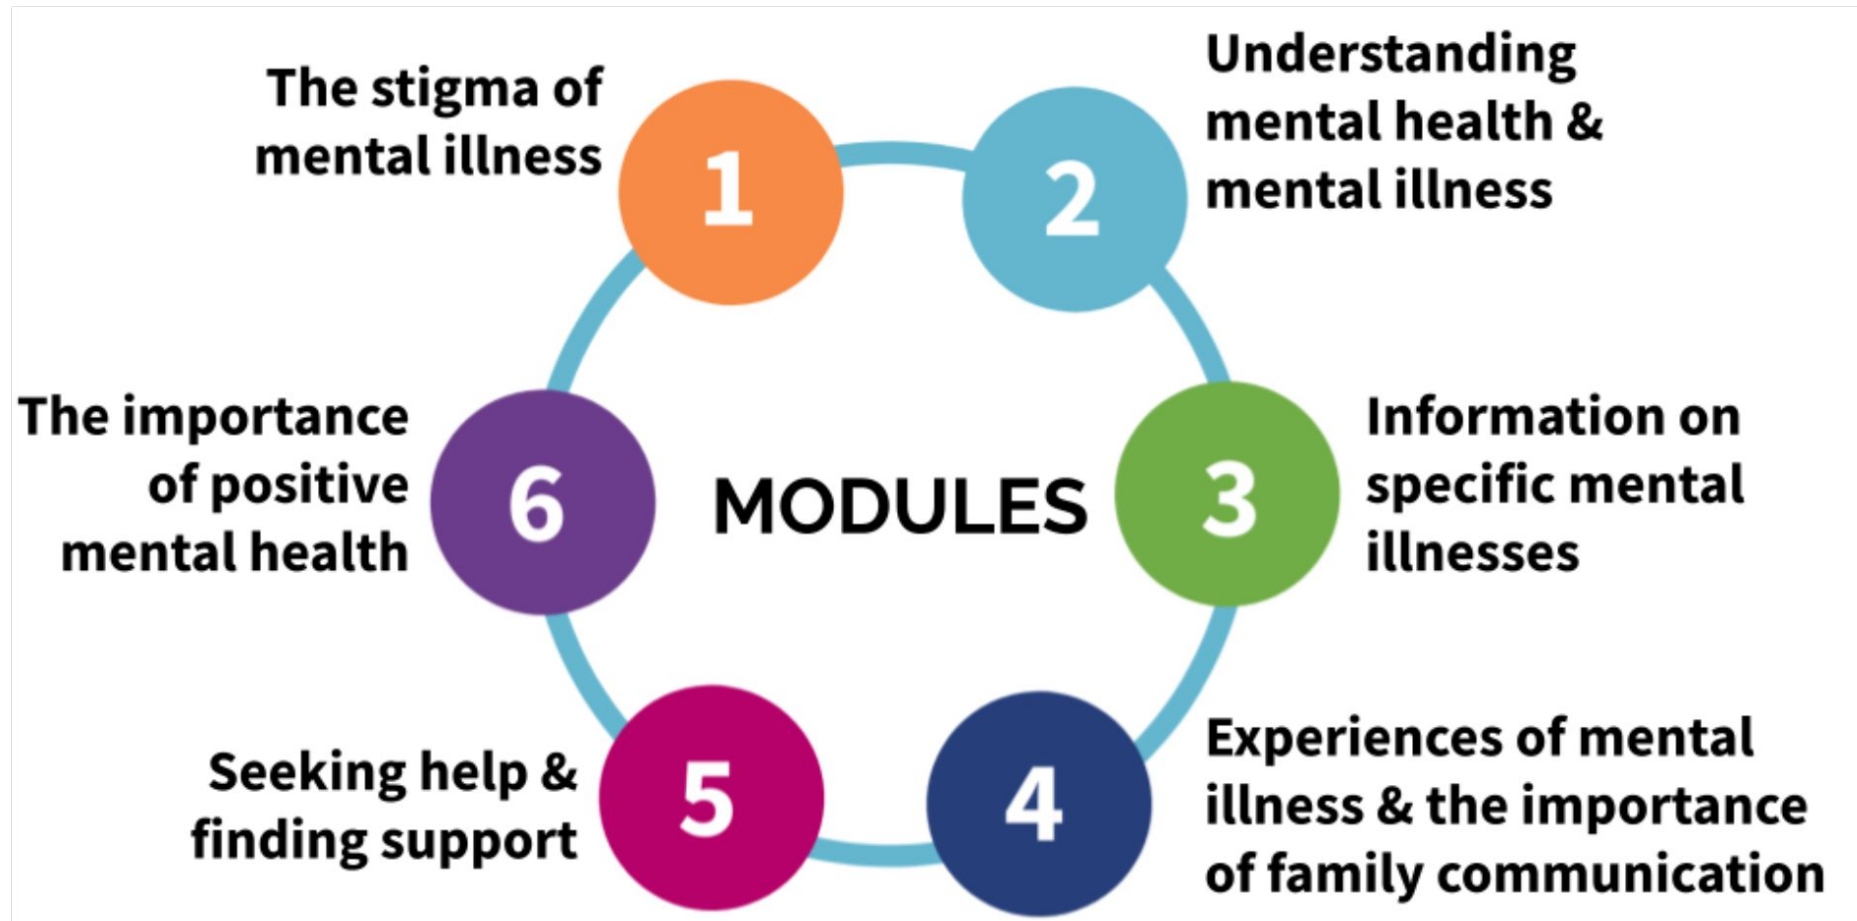 The stigma of
mental illness
1
2
Understanding
mental health &
mental illness
3
Information on
specific mental
illnesses
4
Experiences of mental
illness & the importance
of family communication
5
Seeking help &
finding support
6
The importance
of positive
mental health
MODULES